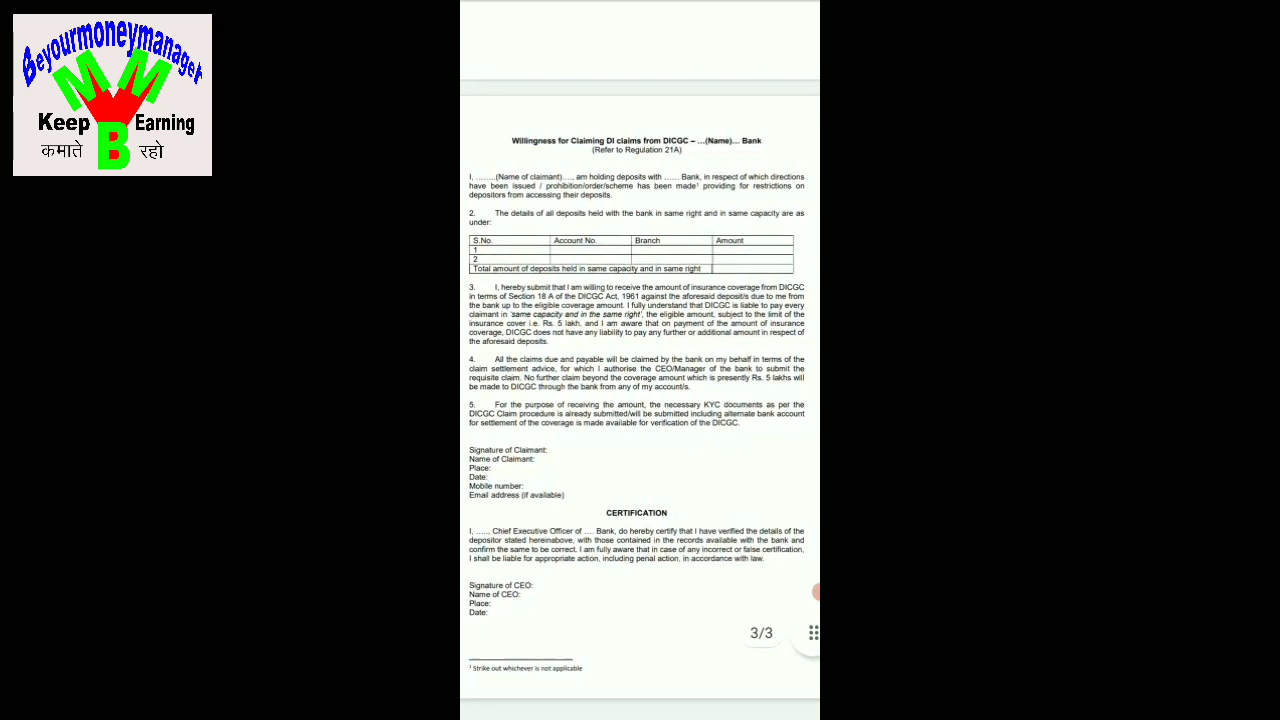 Beyourmoneymanager
M M
Keep B Earning
कमाते रहो
Willingness for Claiming DI claims from DICGC – ...(Name)... Bank
(Refer to Regulation 21A)
I, ........(Name of claimant)...., am holding deposits with ...... Bank, in respect of which directions
have been issued / prohibition/order/scheme has been made¹ providing for restrictions on
depositors from accessing their deposits.
2. The details of all deposits held with the bank in same right and in same capacity are as
under:
S.No. Account No. Branch Amount
1
2
Total amount of deposits held in same capacity and in same right
3. I, hereby submit that I am willing to receive the amount of insurance coverage from DICGC
in terms of Section 18 A of the DICGC Act, 1961 against the aforesaid deposit/s due to me from
the bank up to the eligible coverage amount. I fully understand that DICGC is liable to pay every
claimant in 'same capacity and in the same right', the eligible amount, subject to the limit of the
insurance cover i.e. Rs. 5 lakh, and I am aware that on payment of the amount of insurance
coverage, DICGC does not have any liability to pay any further or additional amount in respect of
the aforesaid deposits.
4. All the claims due and payable will be claimed by the bank on my behalf in terms of the
claim settlement advice, for which I authorise the CEO/Manager of the bank to submit the
requisite claim. No further claim beyond the coverage amount which is presently Rs. 5 lakhs will
be made to DICGC through the bank from any of my account/s.
5. For the purpose of receiving the amount, the necessary KYC documents as per the
DICGC Claim procedure is already submitted/will be submitted including alternate bank account
for settlement of the coverage is made available for verification of the DICGC.
Signature of Claimant:
Name of Claimant:
Place:
Date:
Mobile number:
Email address (if available)
CERTIFICATION
I, ....., Chief Executive Officer of .... Bank, do hereby certify that I have verified the details of the
depositor stated hereinabove, with those contained in the records available with the bank and
confirm the same to be correct. I am fully aware that in case of any incorrect or false certification,
I shall be liable for appropriate action, including penal action, in accordance with law.
Signature of CEO:
Name of CEO:
Place:
Date:
3/3
¹ Strike out whichever is not applicable